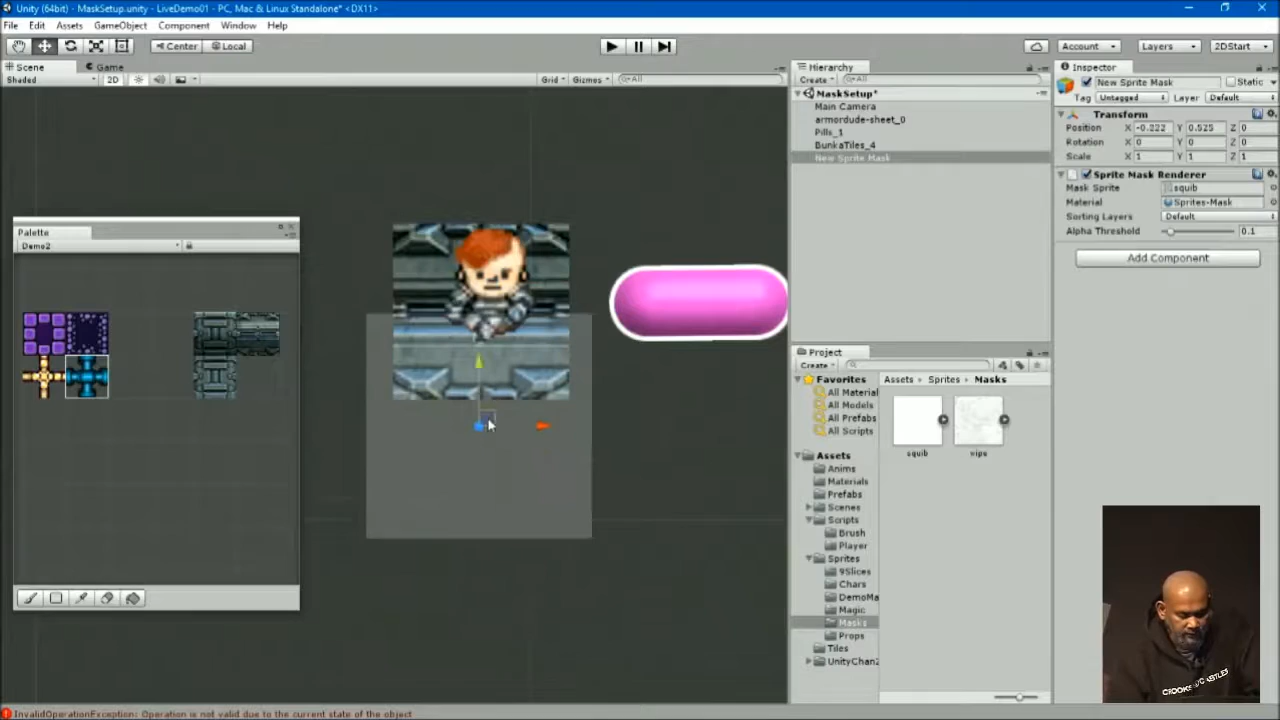 Unity (64bit) - MaskSetup.unity - LiveDemo01 - PC, Mac & Linux Standalone* <DX11>
File Edit Assets GameObject Component Window Help
Center Local
Account Layers 2DStart
Scene Game
Shaded 2D Grid Gizmos All
Palette
Demo2
Hierarchy
Create All
MaskSetup*
Main Camera
armordude-sheet_0
Pills_1
BunkaTiles_4
New Sprite Mask
Project
Create
Favorites
All Material
All Models
All Prefabs
All Scripts
Assets
Anims
Materials
Prefabs
Scenes
Scripts
Brush
Player
Sprites
9Slices
Chars
DemoMa
Magic
Masks
Props
Tiles
UnityChan2
Assets Sprites Masks
squib
Inspector
New Sprite Mask Static
Tag Untagged Layer Default
Transform
Position X -0.222 Y 0.525 Z 0
Rotation X 0 Y 0 Z 0
Scale X 1 Y 1 Z 1
Sprite Mask Renderer
Mask Sprite squib
Material Sprites-Mask
Sorting Layers Default
Alpha Threshold 0.1
Add Component
InvalidOperationException: Operation is not valid due to the current state of the object